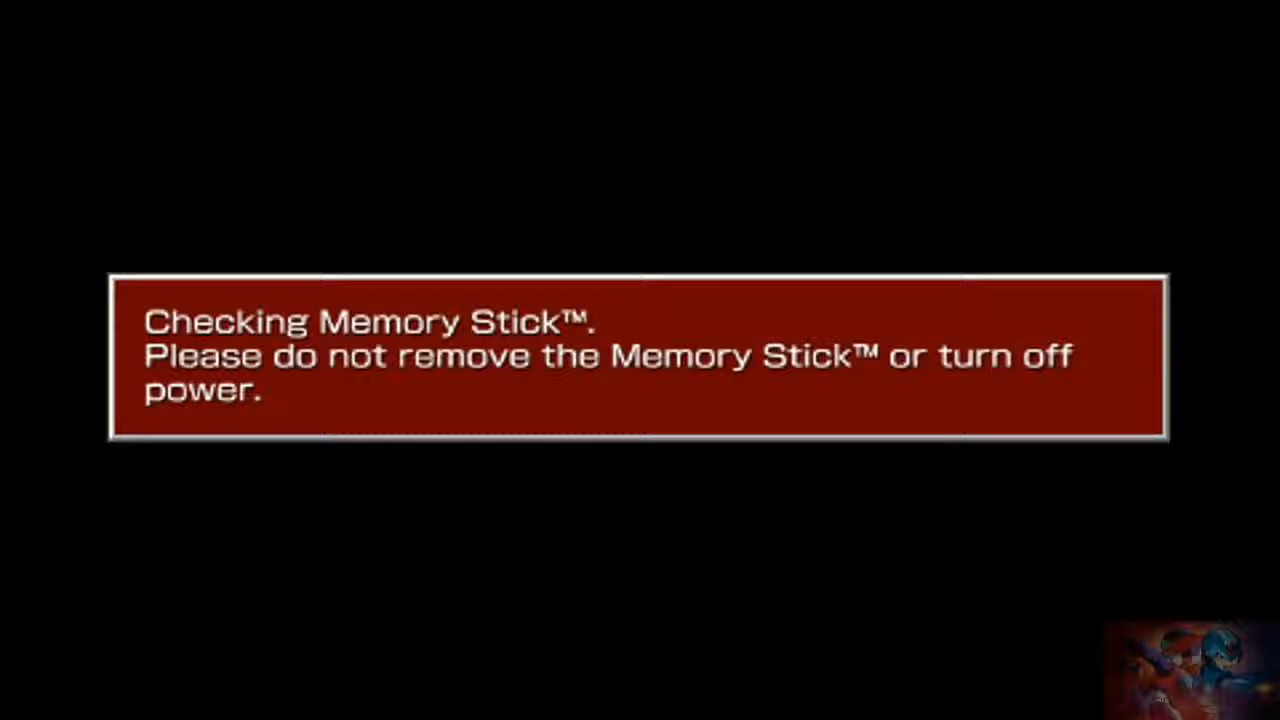 Checking Memory Stick™.
Please do not remove the Memory Stick™ or turn off
power.